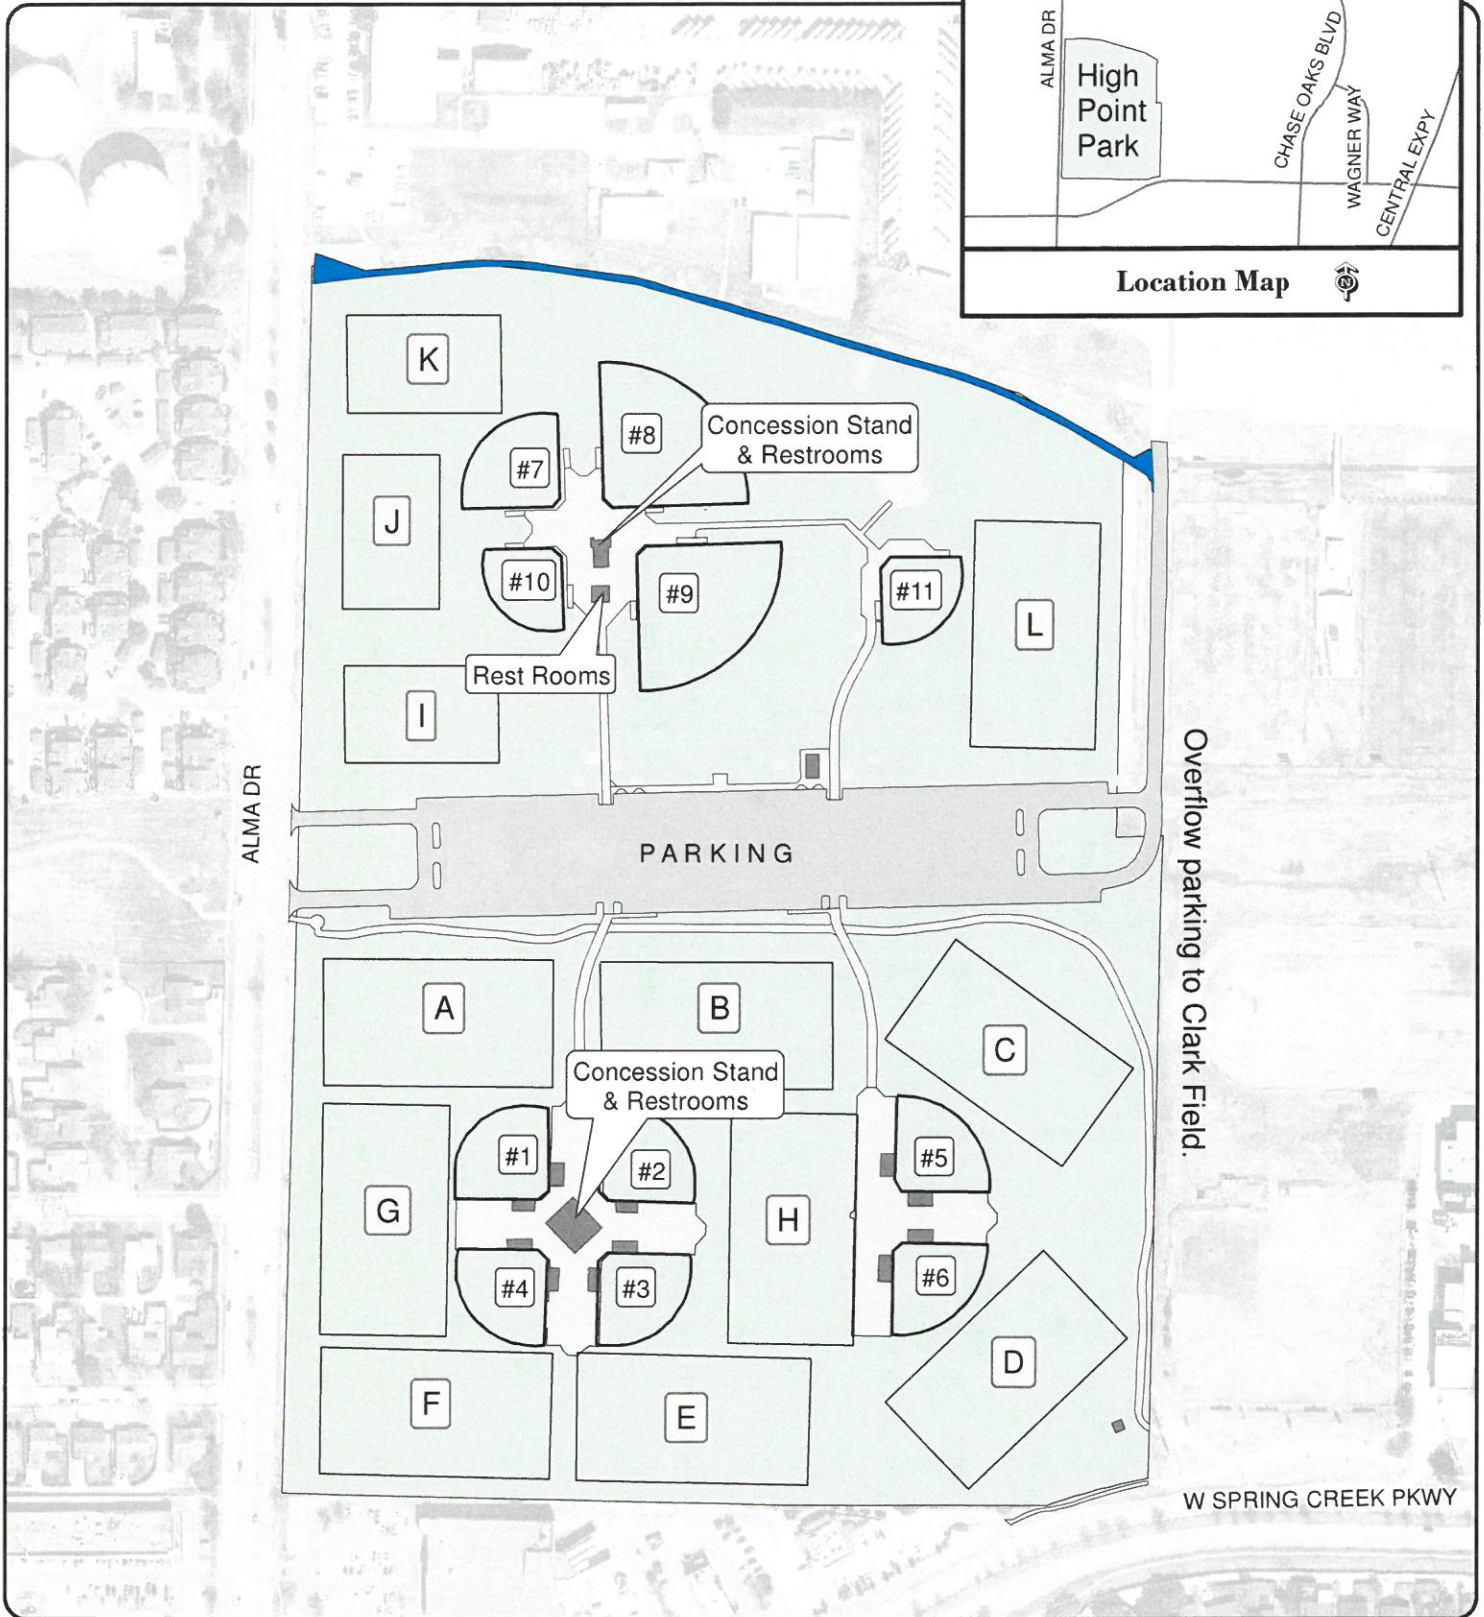 ALMA DR
High
Point
Park
CHASE OAKS BLVD
WAGNER WAY
CENTRAL EXPY
Location Map
N
K
#8
Concession Stand
& Restrooms
#7
J
#10
#9
#11
L
Rest Rooms
I
ALMA DR
PARKING
Overflow parking to Clark Field.
A
B
C
Concession Stand
& Restrooms
#1
#2
#5
G
H
#4
#3
#6
D
F
E
W SPRING CREEK PKWY